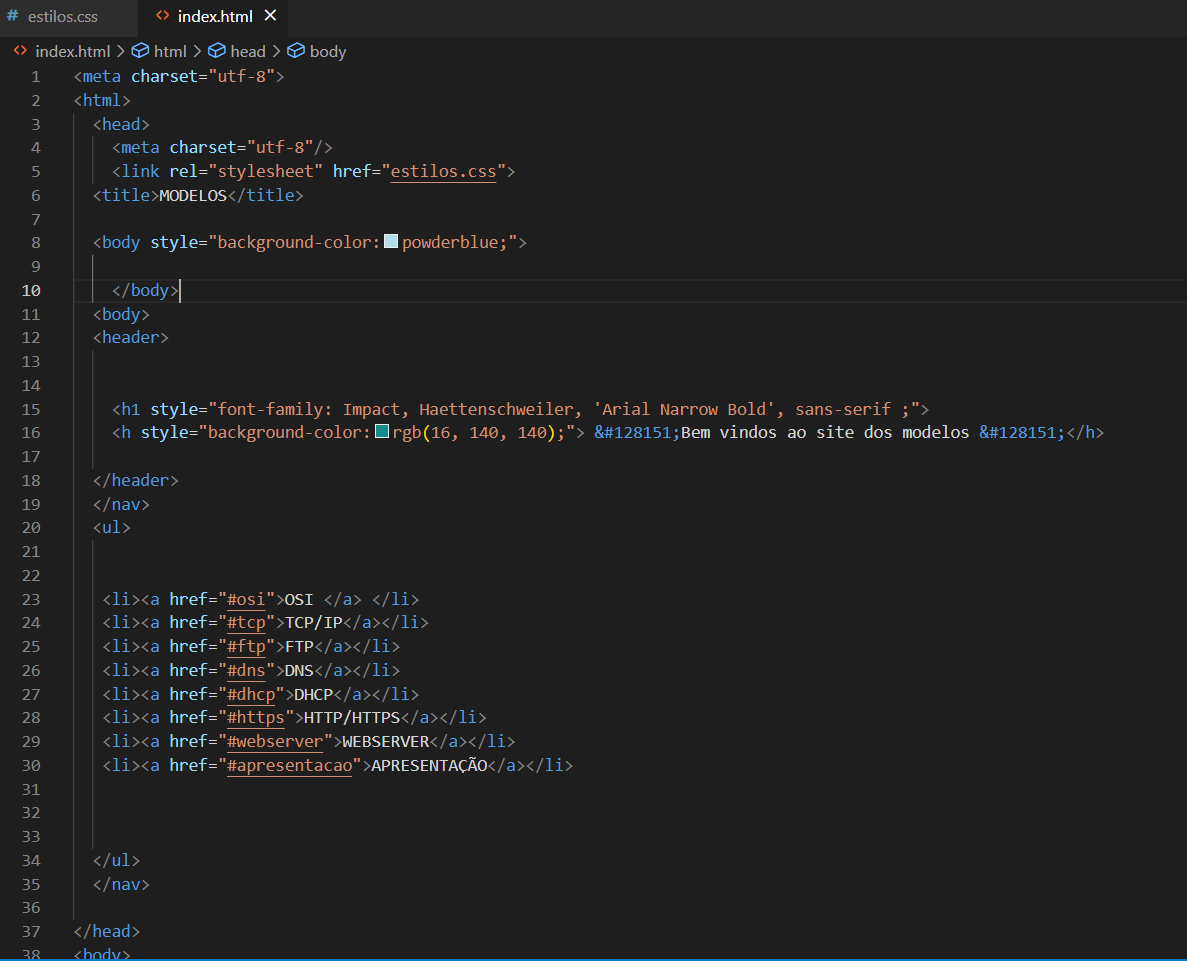 # estilos.css <> index.html ×
<> index.html > html > head > body
1 <meta charset="utf-8">
2 <html>
3 <head>
4 <meta charset="utf-8"/>
5 <link rel="stylesheet" href="estilos.css">
6 <title>MODELOS</title>
7
8 <body style="background-color: powderblue;">
9
10 </body>
11 <body>
12 <header>
13
14
15 <h1 style="font-family: Impact, Haettenschweiler, 'Arial Narrow Bold', sans-serif ;">
16 <h style="background-color: rgb(16, 140, 140);"> &#128151;Bem vindos ao site dos modelos &#128151;</h>
17
18 </header>
19 </nav>
20 <ul>
21
22
23 <li><a href="#osi">OSI </a> </li>
24 <li><a href="#tcp">TCP/IP</a></li>
25 <li><a href="#ftp">FTP</a></li>
26 <li><a href="#dns">DNS</a></li>
27 <li><a href="#dhcp">DHCP</a></li>
28 <li><a href="#https">HTTP/HTTPS</a></li>
29 <li><a href="#webserver">WEBSERVER</a></li>
30 <li><a href="#apresentacao">APRESENTAÇÃO</a></li>
31
32
33
34 </ul>
35 </nav>
36
37 </head>
38 <body>